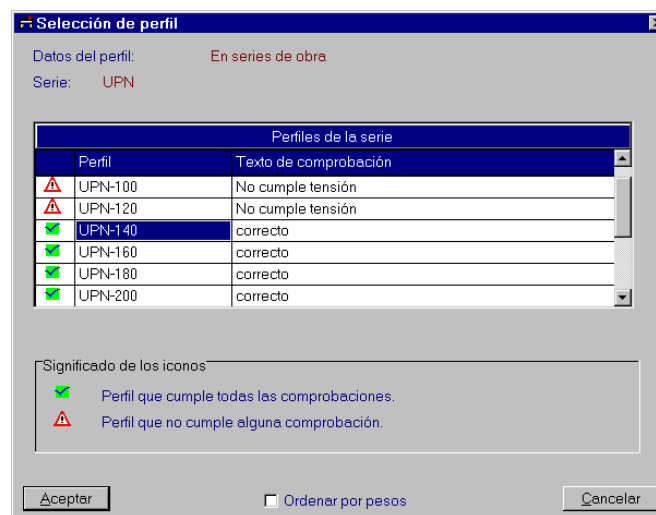 Selección de perfil
Datos del perfil: En series de obra
Serie: UPN
Perfiles de la serie
Perfil Texto de comprobación
UPN-100 No cumple tensión
UPN-120 No cumple tensión
UPN-140 correcto
UPN-160 correcto
UPN-180 correcto
UPN-200 correcto
Significado de los iconos
Perfil que cumple todas las comprobaciones.
Perfil que no cumple alguna comprobación.
Aceptar Ordenar por pesos Cancelar